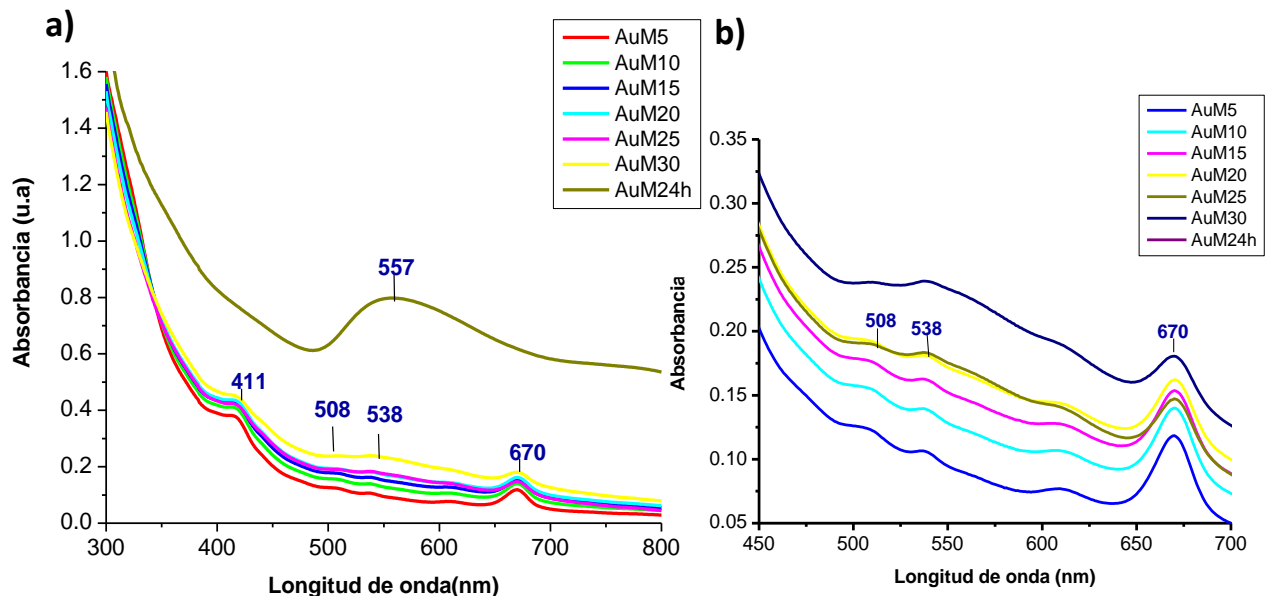 a)
AuM5
AuM10
AuM15
AuM20
AuM25
AuM30
AuM24h
1.6
1.4
1.2
1.0
0.8
0.6
0.4
0.2
0.0
Absorbancia (u.a)
557
411
508
538
670
300
400
500
600
700
800
Longitud de onda(nm)
b)
AuM5
AuM10
AuM15
AuM20
AuM25
AuM30
AuM24h
0.35
0.30
0.25
0.20
0.15
0.10
0.05
Absorbancia
508
538
670
450
500
550
600
650
700
Longitud de onda (nm)